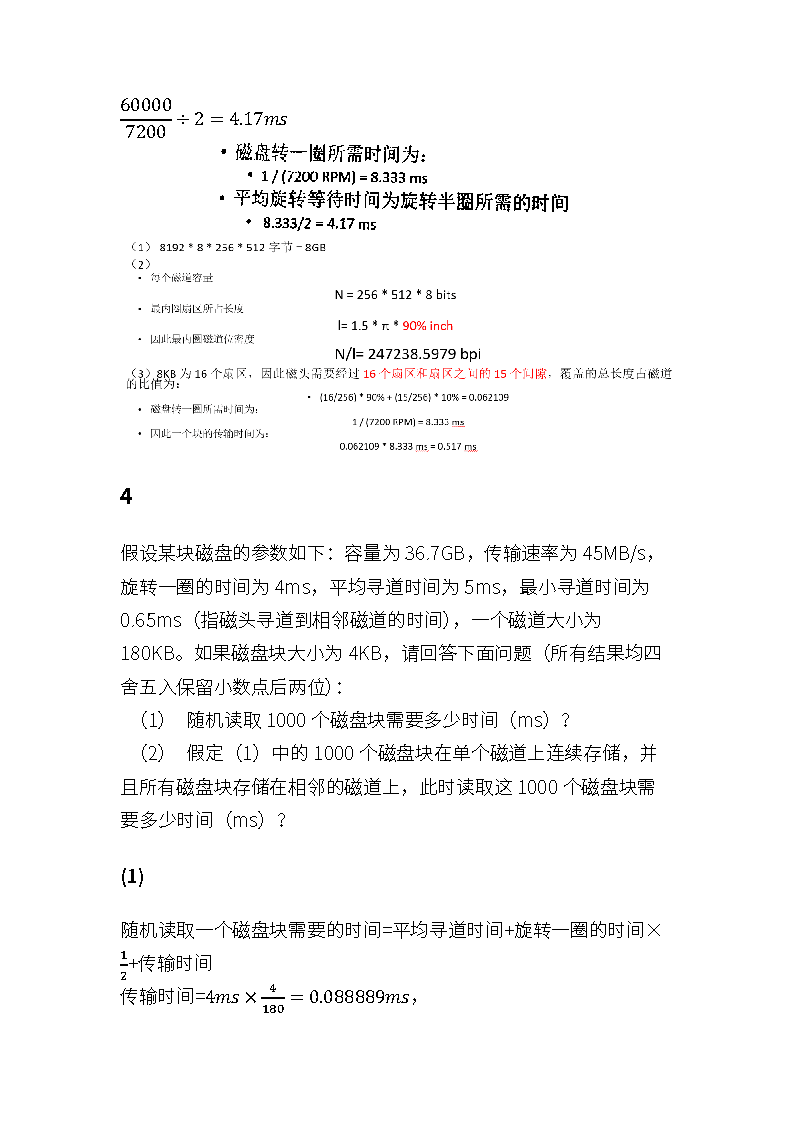 60000/7200 ÷ 2 = 4.17ms
• 磁盘转一圈所需时间为：
• 1 / (7200 RPM) = 8.333 ms
• 平均旋转等待时间为旋转半圈所需的时间
• 8.333/2 = 4.17 ms
（1） 8192 * 8 * 256 * 512 字节 = 8GB
（2）
• 每个磁道容量
N = 256 * 512 * 8 bits
• 最内圈扇区所占长度
l= 1.5 * π * 90% inch
• 因此最内圈磁道位密度
N/l= 247238.5979 bpi
（3）8KB 为 16 个扇区，因此磁头需要经过 16 个扇区和扇区之间的 15 个间隙，覆盖的总长度占磁道
的比值为：
• (16/256) * 90% + (15/256) * 10% = 0.062109
• 磁盘转一圈所需时间为：
1 / (7200 RPM) = 8.333 ms
• 因此一个块的传输时间为：
0.062109 * 8.333 ms = 0.517 ms
4
假设某块磁盘的参数如下：容量为 36.7GB，传输速率为 45MB/s，
旋转一圈的时间为 4ms，平均寻道时间为 5ms，最小寻道时间为
0.65ms（指磁头寻道到相邻磁道的时间），一个磁道大小为
180KB。如果磁盘块大小为 4KB，请回答下面问题（所有结果均四
舍五入保留小数点后两位）：
（1） 随机读取 1000 个磁盘块需要多少时间（ms）？
（2） 假定（1）中的 1000 个磁盘块在单个磁道上连续存储，并
且所有磁盘块存储在相邻的磁道上，此时读取这 1000 个磁盘块需
要多少时间（ms）？
(1)
随机读取一个磁盘块需要的时间=平均寻道时间+旋转一圈的时间×
1/2+传输时间
传输时间=4ms × 4/180 = 0.088889ms，